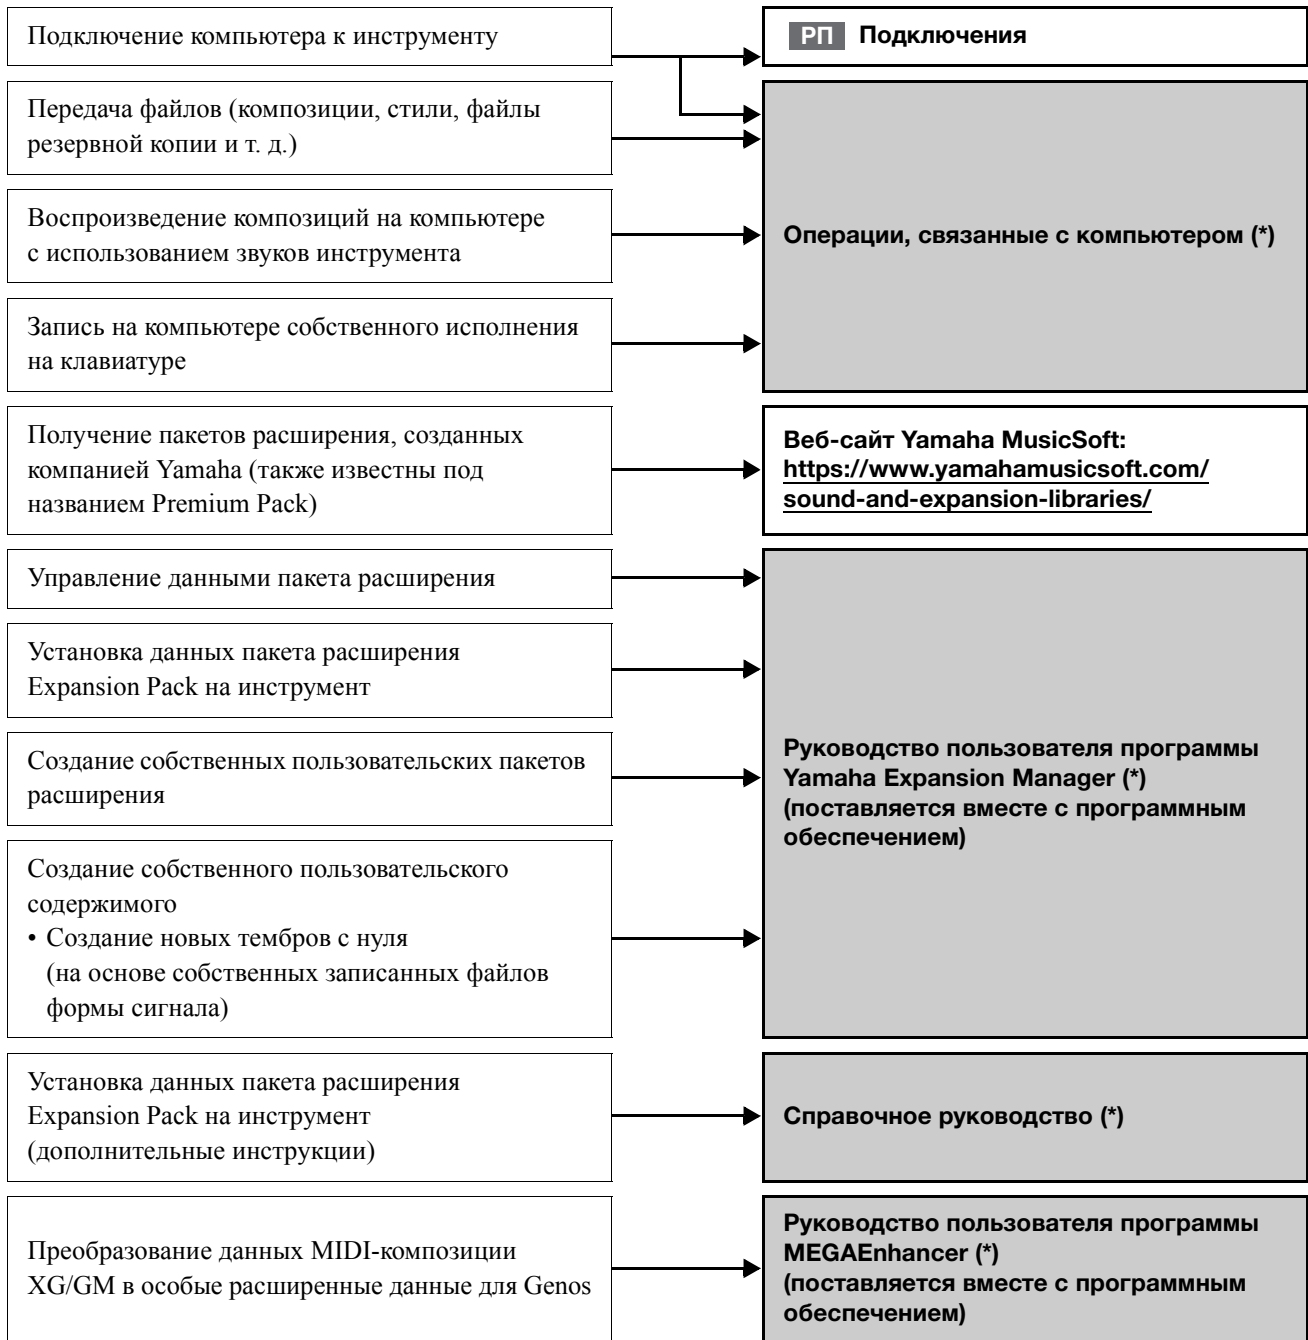 Подключение компьютера к инструменту
РП Подключения
Передача файлов (композиции, стили, файлы
резервной копии и т. д.)
Воспроизведение композиций на компьютере
с использованием звуков инструмента
Операции, связанные с компьютером (*)
Запись на компьютере собственного исполнения
на клавиатуре
Получение пакетов расширения, созданных
компанией Yamaha (также известны под
названием Premium Pack)
Веб-сайт Yamaha MusicSoft:
https://www.yamahamusicsoft.com/
sound-and-expansion-libraries/
Управление данными пакета расширения
Установка данных пакета расширения
Expansion Pack на инструмент
Создание собственных пользовательских пакетов
расширения
Руководство пользователя программы
Yamaha Expansion Manager (*)
(поставляется вместе с программным
обеспечением)
Создание собственного пользовательского
содержимого
• Создание новых тембров с нуля
(на основе собственных записанных файлов
формы сигнала)
Установка данных пакета расширения
Expansion Pack на инструмент
(дополнительные инструкции)
Справочное руководство (*)
Преобразование данных MIDI-композиции
XG/GM в особые расширенные данные для Genos
Руководство пользователя программы
MEGAEnhancer (*)
(поставляется вместе с программным
обеспечением)